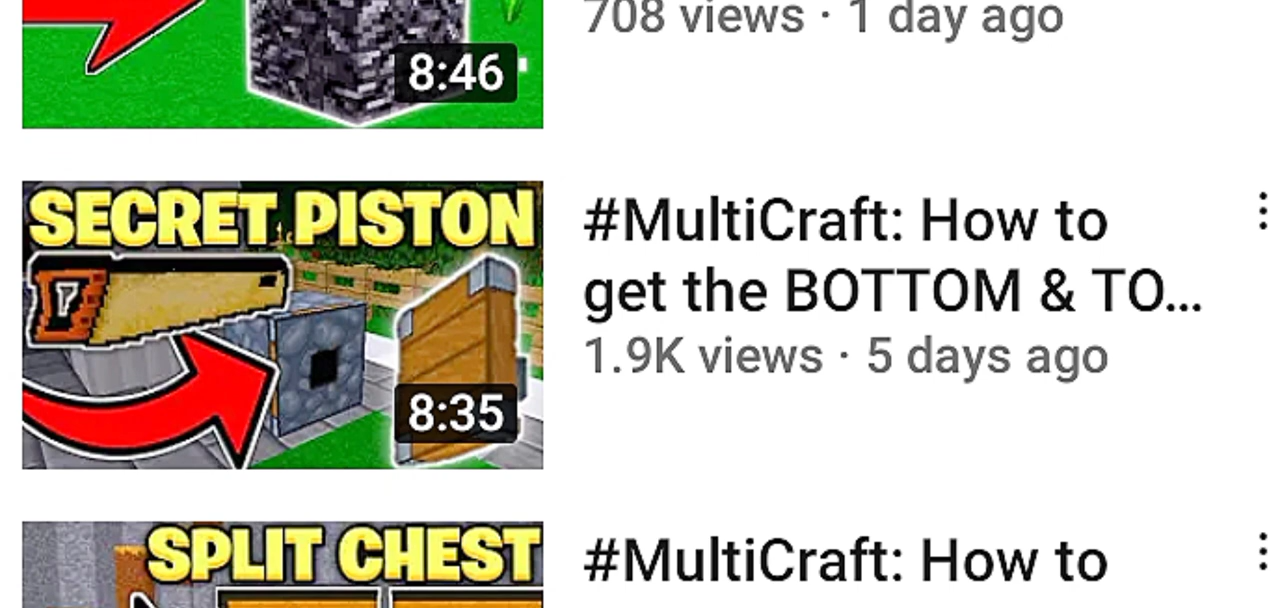 708 views · 1 day ago
8:46
SECRET PISTON
8:35
#MultiCraft: How to
get the BOTTOM & TO...
1.9K views · 5 days ago
SPLIT CHEST
#MultiCraft: How to